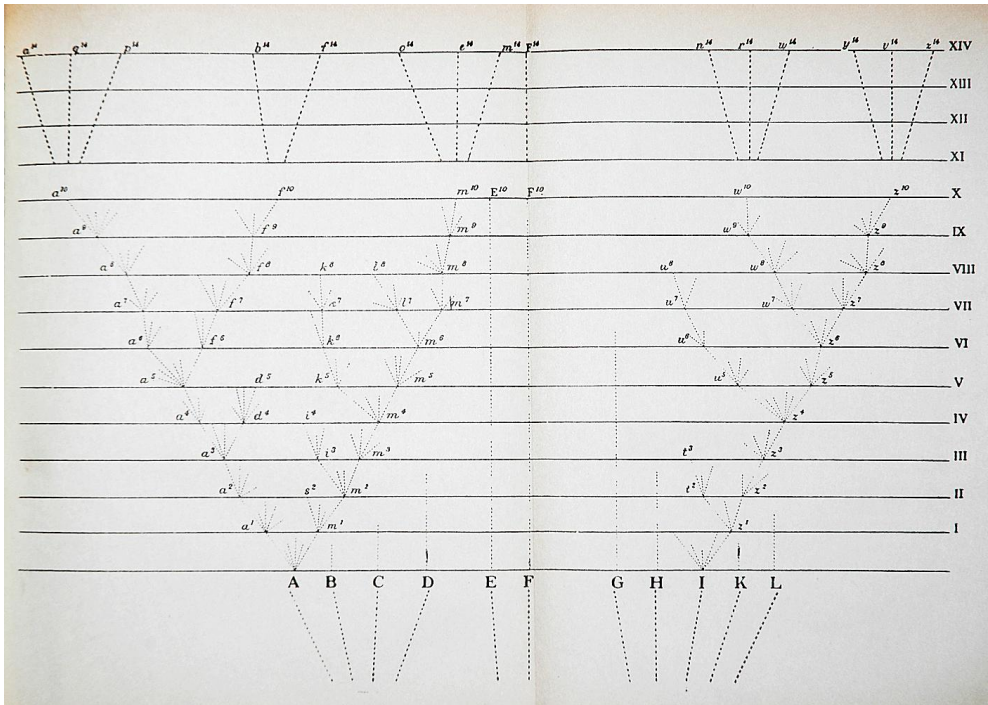 a¹⁴ q¹⁴ p¹⁴ b¹⁴ f¹⁴ o¹⁴ e¹⁴ m¹⁴ F¹⁴ n¹⁴ r¹⁴ w¹⁴ y¹⁴ v¹⁴ z¹⁴ XIV
XIII
XII
XI
a¹⁰ f¹⁰ m¹⁰ E¹⁰ F¹⁰ w¹⁰ z¹⁰ X
a⁹ f⁹ m⁹ w⁹ z⁹ IX
a⁸ f⁸ k⁸ l⁸ m⁸ u⁸ w⁸ z⁸ VIII
a⁷ f⁷ l⁷ m⁷ u⁷ w⁷ z⁷ VII
a⁶ f⁶ k⁶ m⁶ u⁶ z⁶ VI
a⁵ d⁵ k⁵ m⁵ u⁵ z⁵ V
a⁴ d⁴ i⁴ m⁴ z⁴ IV
a³ i³ m³ t³ z³ III
a² s² m² t² z² II
a¹ m¹ z¹ I
A B C D E F G H I K L